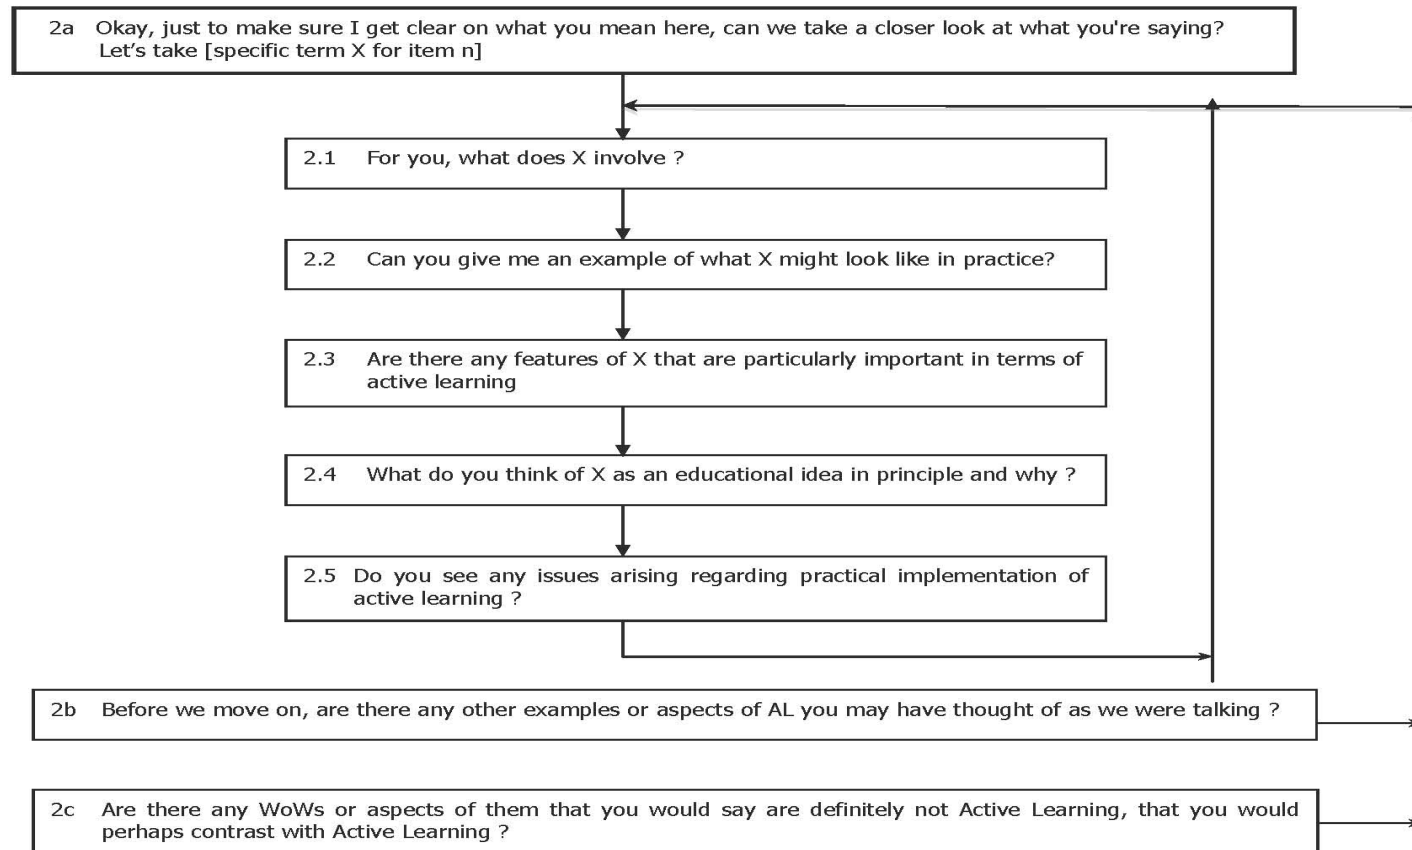 2a Okay, just to make sure I get clear on what you mean here, can we take a closer look at what you're saying?
Let's take [specific term X for item n]
2.1 For you, what does X involve ?
2.2 Can you give me an example of what X might look like in practice?
2.3 Are there any features of X that are particularly important in terms of
active learning
2.4 What do you think of X as an educational idea in principle and why ?
2.5 Do you see any issues arising regarding practical implementation of
active learning ?
2b Before we move on, are there any other examples or aspects of AL you may have thought of as we were talking ?
2c Are there any WoWs or aspects of them that you would say are definitely not Active Learning, that you would
perhaps contrast with Active Learning ?